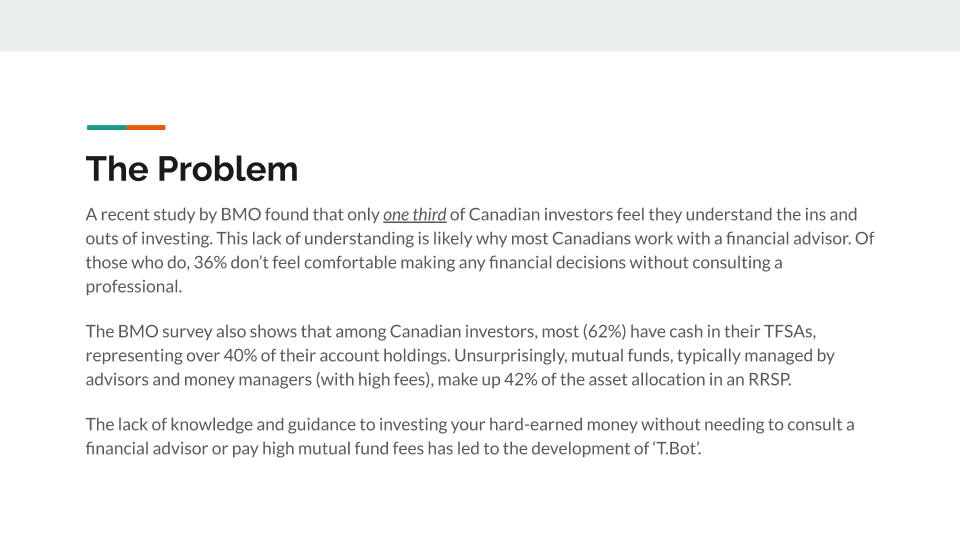 The Problem
A recent study by BMO found that only one third of Canadian investors feel they understand the ins and
outs of investing. This lack of understanding is likely why most Canadians work with a financial advisor. Of
those who do, 36% don’t feel comfortable making any financial decisions without consulting a
professional.
The BMO survey also shows that among Canadian investors, most (62%) have cash in their TFSAs,
representing over 40% of their account holdings. Unsurprisingly, mutual funds, typically managed by
advisors and money managers (with high fees), make up 42% of the asset allocation in an RRSP.
The lack of knowledge and guidance to investing your hard-earned money without needing to consult a
financial advisor or pay high mutual fund fees has led to the development of ‘T.Bot’.